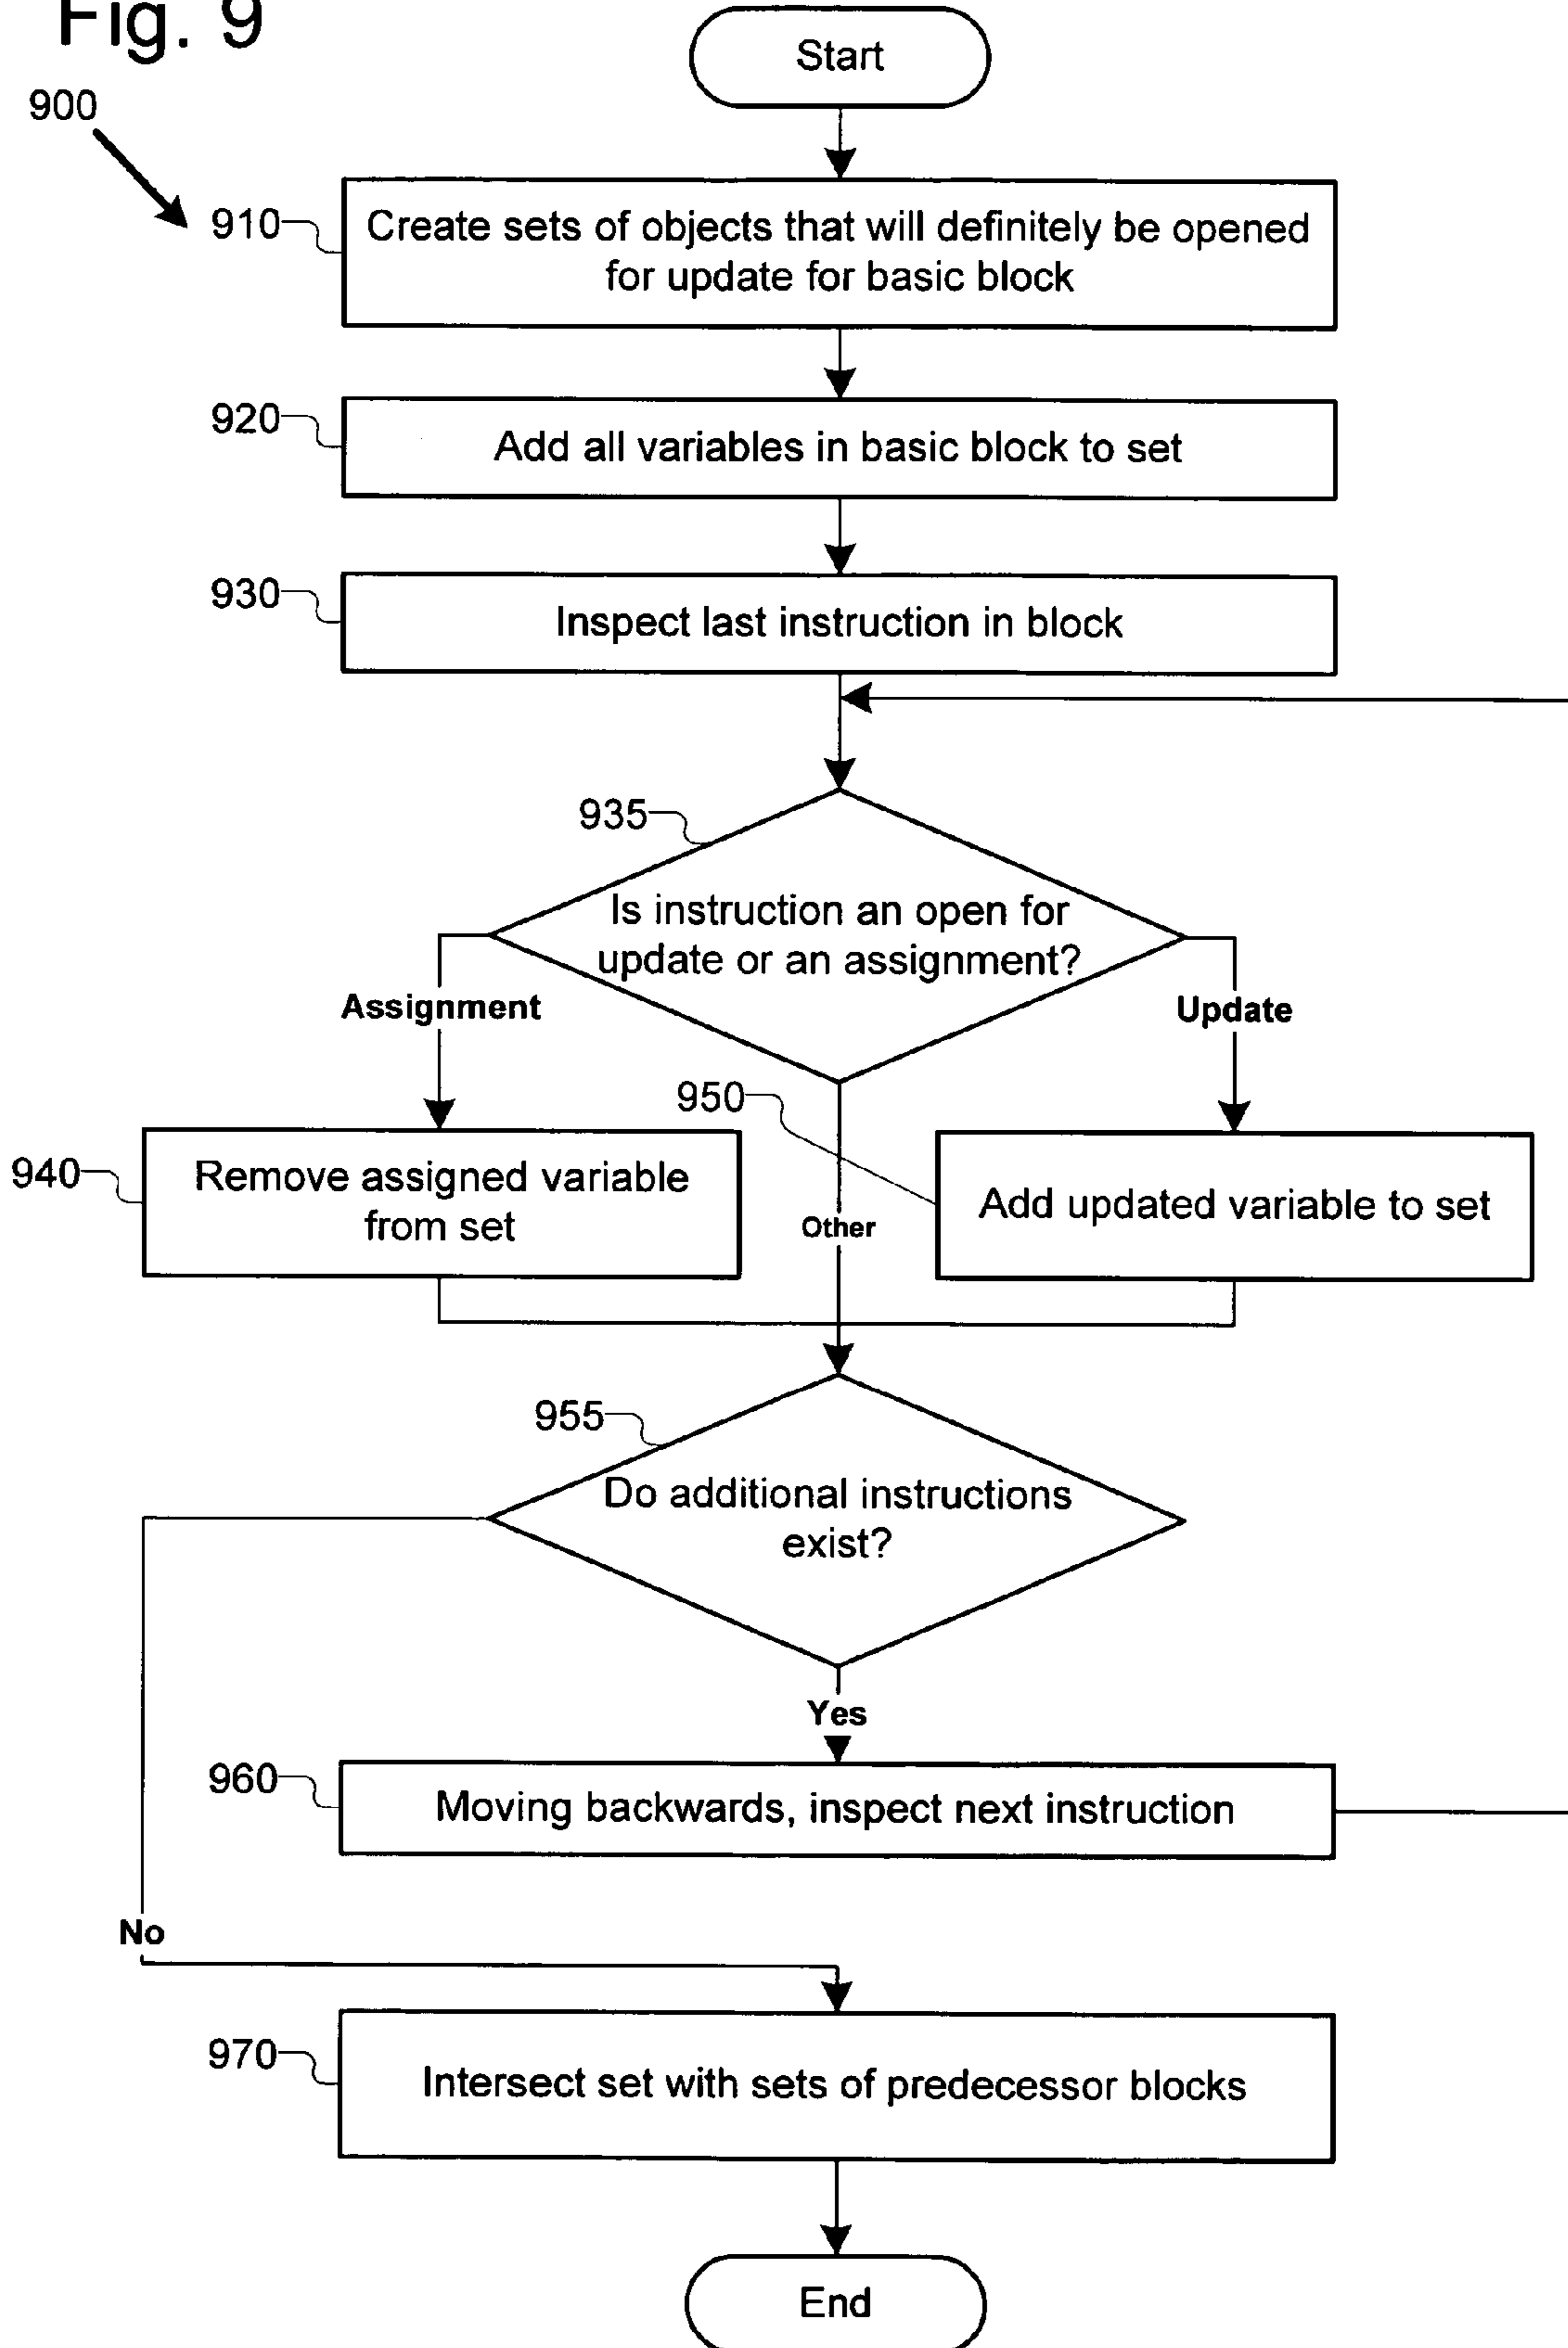 Fig. 9
Start
900
910
Create sets of objects that will definitely be opened
for update for basic block
920
Add all variables in basic block to set
930
Inspect last instruction in block
935
Is instruction an open for
update or an assignment?
Assignment
Update
950
940
Remove assigned variable
from set
Other
Add updated variable to set
955
Do additional instructions
exist?
Yes
960
Moving backwards, inspect next instruction
No
970
Intersect set with sets of predecessor blocks
End